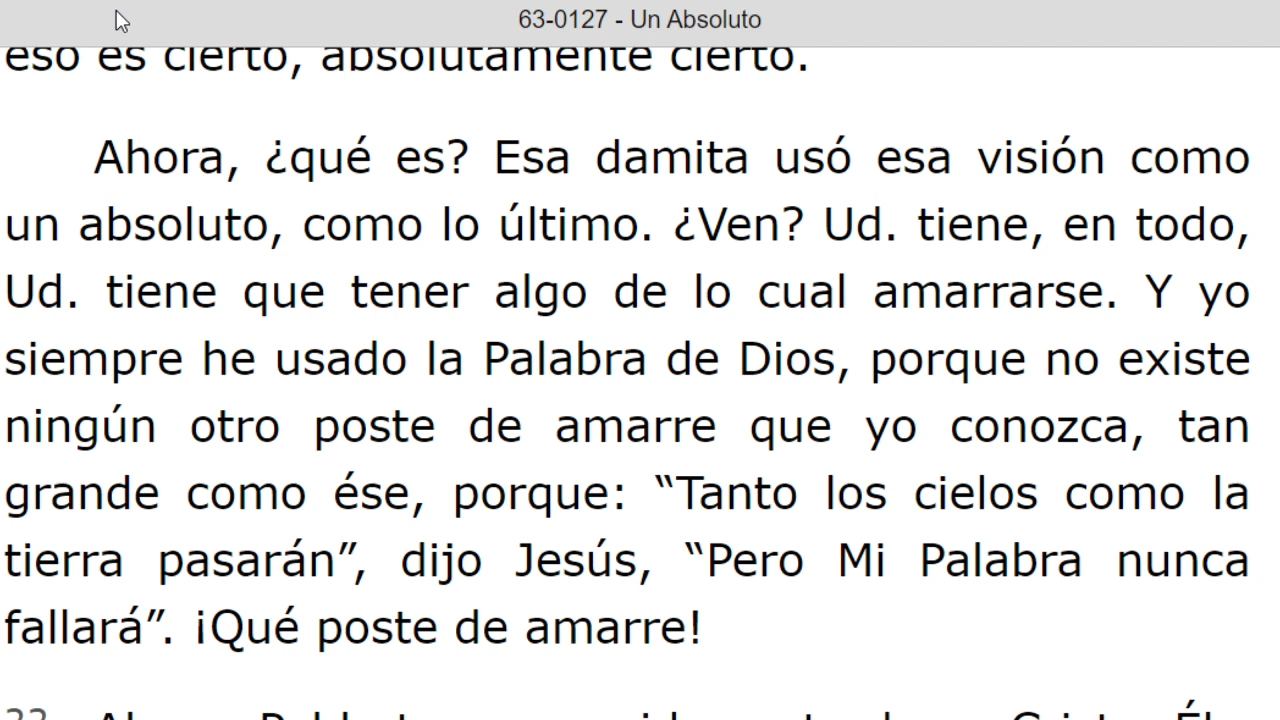 63-0127 - Un Absoluto
eso es cierto, absolutamente cierto.
Ahora, ¿qué es? Esa damita usó esa visión como
un absoluto, como lo último. ¿Ven? Ud. tiene, en todo,
Ud. tiene que tener algo de lo cual amarrarse. Y yo
siempre he usado la Palabra de Dios, porque no existe
ningún otro poste de amarre que yo conozca, tan
grande como ése, porque: “Tanto los cielos como la
tierra pasarán”, dijo Jesús, “Pero Mi Palabra nunca
fallará”. ¡Qué poste de amarre!